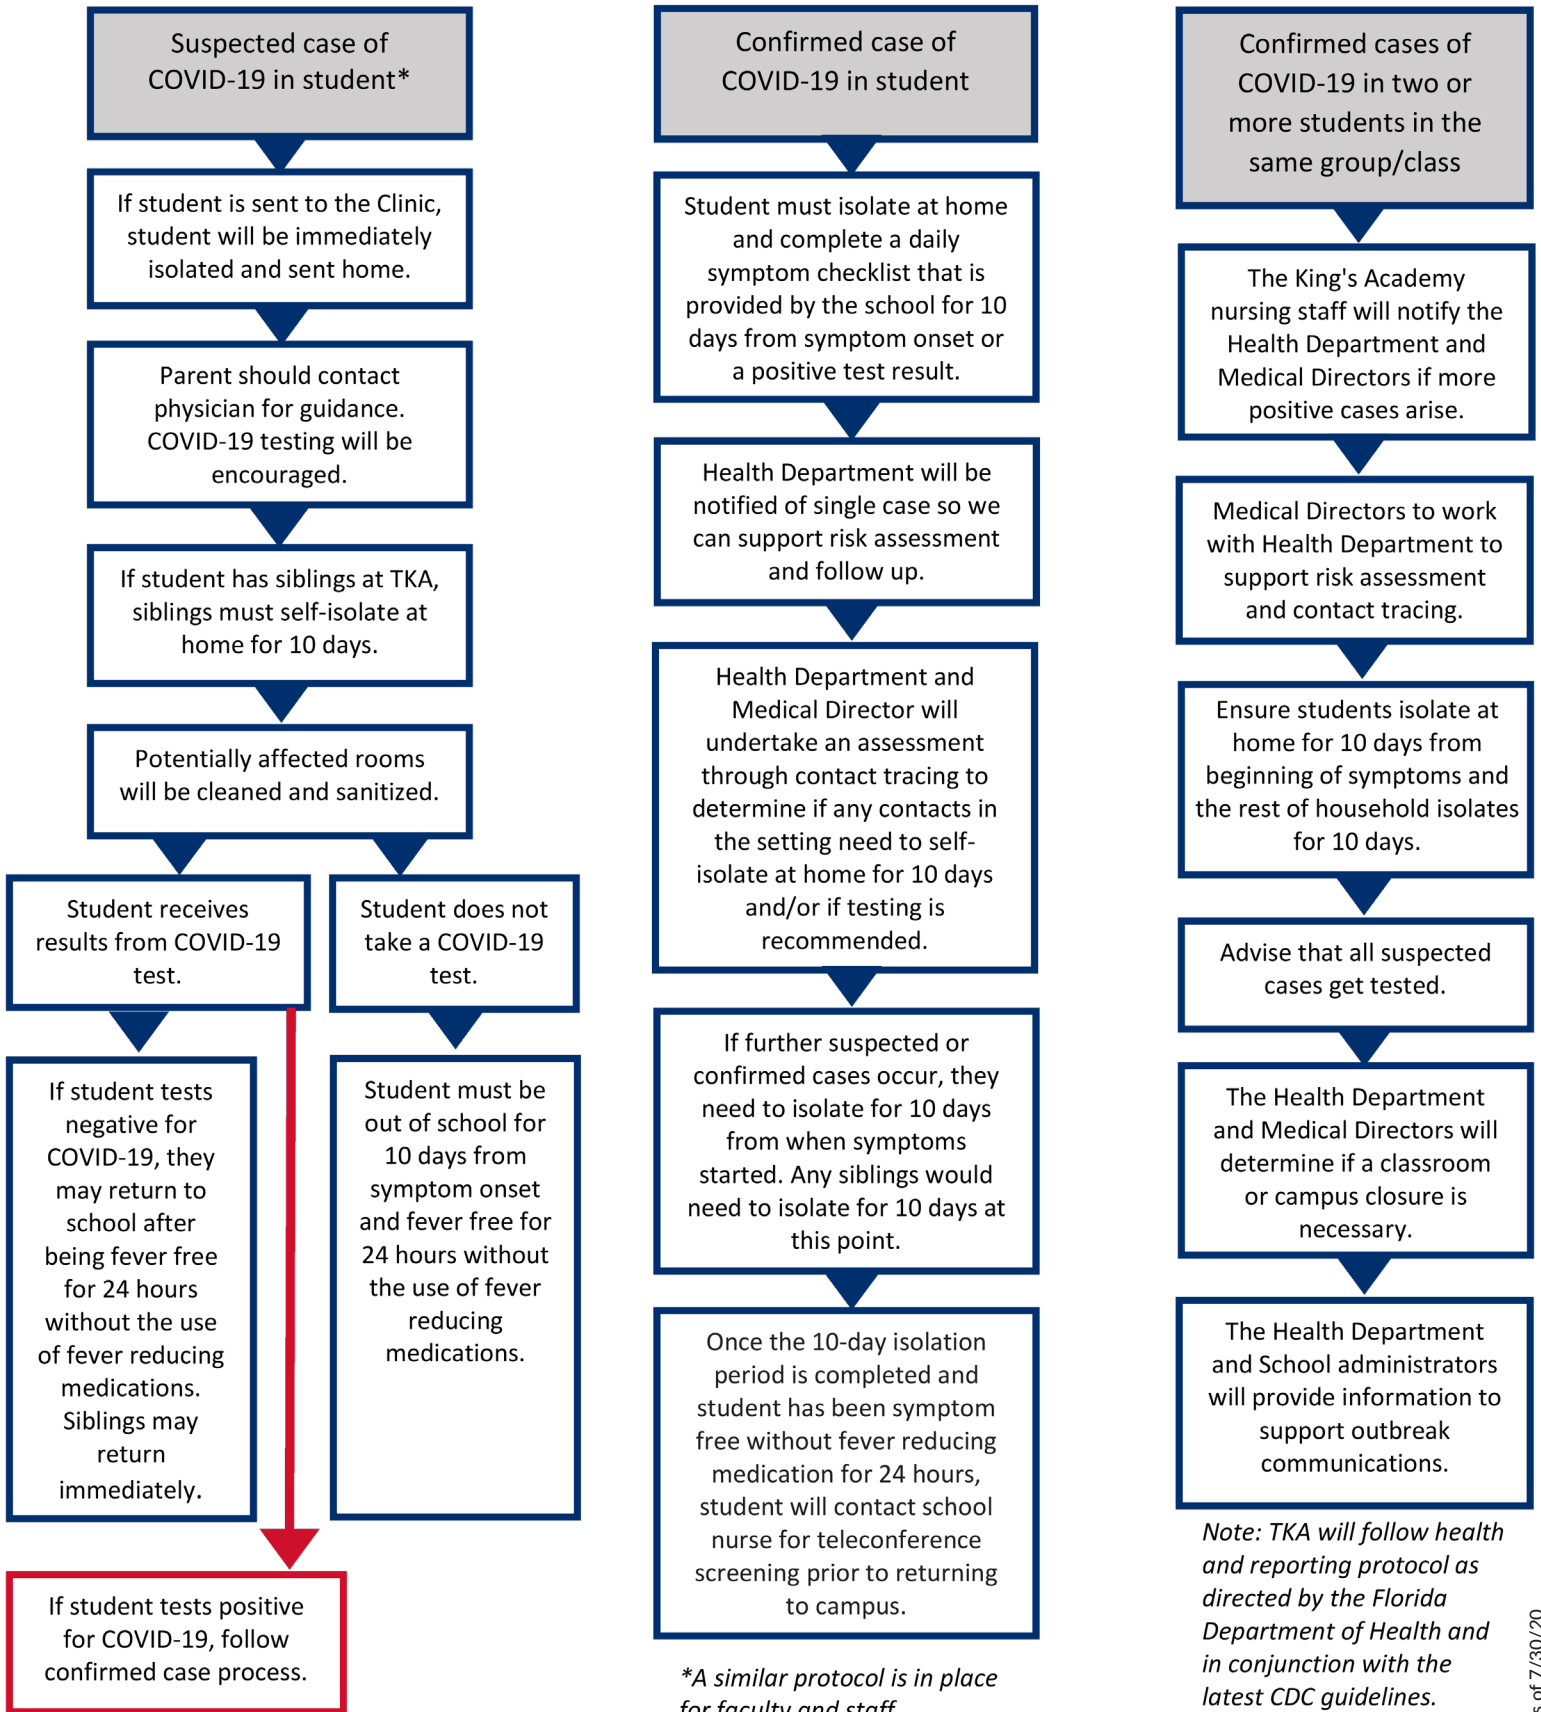 Suspected case of
COVID-19 in student*
If student is sent to the Clinic,
student will be immediately
isolated and sent home.
Parent should contact
physician for guidance.
COVID-19 testing will be
encouraged.
If student has siblings at TKA,
siblings must self-isolate at
home for 10 days.
Potentially affected rooms
will be cleaned and sanitized.
Student receives
results from COVID-19
test.
If student tests
negative for
COVID-19, they
may return to
school after
being fever free
for 24 hours
without the use
of fever reducing
medications.
Siblings may
return
immediately.
If student tests positive
for COVID-19, follow
confirmed case process.
Student does not
take a COVID-19
test.
Student must be
out of school for
10 days from
symptom onset
and fever free for
24 hours without
the use of fever
reducing
medications.
Confirmed case of
COVID-19 in student
Student must isolate at home
and complete a daily
symptom checklist that is
provided by the school for 10
days from symptom onset or
a positive test result.
Health Department will be
notified of single case so we
can support risk assessment
and follow up.
Health Department and
Medical Director will
undertake an assessment
through contact tracing to
determine if any contacts in
the setting need to self-
isolate at home for 10 days
and/or if testing is
recommended.
If further suspected or
confirmed cases occur, they
need to isolate for 10 days
from when symptoms
started. Any siblings would
need to isolate for 10 days at
this point.
Once the 10-day isolation
period is completed and
student has been symptom
free without fever reducing
medication for 24 hours,
student will contact school
nurse for teleconference
screening prior to returning
to campus.
*A similar protocol is in place
for faculty and staff
Confirmed cases of
COVID-19 in two or
more students in the
same group/class
The King's Academy
nursing staff will notify the
Health Department and
Medical Directors if more
positive cases arise.
Medical Directors to work
with Health Department to
support risk assessment
and contact tracing.
Ensure students isolate at
home for 10 days from
beginning of symptoms and
the rest of household isolates
for 10 days.
Advise that all suspected
cases get tested.
The Health Department
and Medical Directors will
determine if a classroom
or campus closure is
necessary.
The Health Department
and School administrators
will provide information to
support outbreak
communications.
Note: TKA will follow health
and reporting protocol as
directed by the Florida
Department of Health and
in conjunction with the
latest CDC guidelines.
of 7/30/20